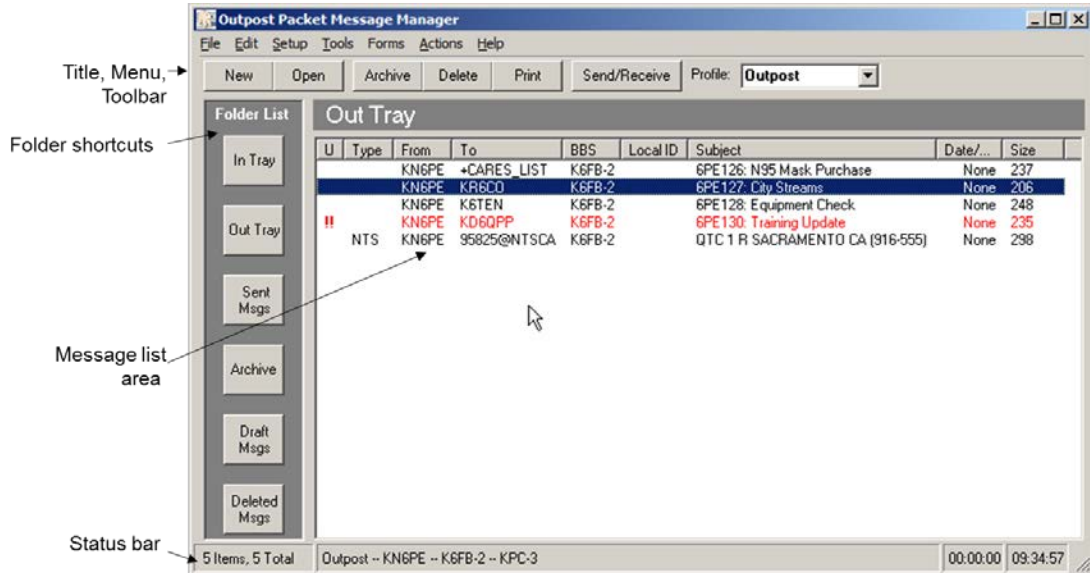 Outpost Packet Message Manager
File Edit Setup Tools Forms Actions Help
Title, Menu, Toolbar
New Open Archive Delete Print Send/Receive Profile: Outpost
Folder List
Out Tray
Folder shortcuts
In Tray
Out Tray
Sent Msgs
Archive
Draft Msgs
Deleted Msgs
U Type From To BBS Local ID Subject Date/... Size
KN6PE +CARES_LIST K6FB-2 6PE126: N95 Mask Purchase None 237
KN6PE KR6CO K6FB-2 6PE127: City Streams None 206
KN6PE K6TEN K6FB-2 6PE128: Equipment Check None 248
!! KN6PE KD6QPP K6FB-2 6PE130: Training Update None 235
NTS KN6PE 95825@NTSCA K6FB-2 QTC 1 R SACRAMENTO CA (916-555) None 298
Message list area
Status bar
5 Items, 5 Total Outpost -- KN6PE -- K6FB-2 -- KPC-3 00:00:00 09:34:57